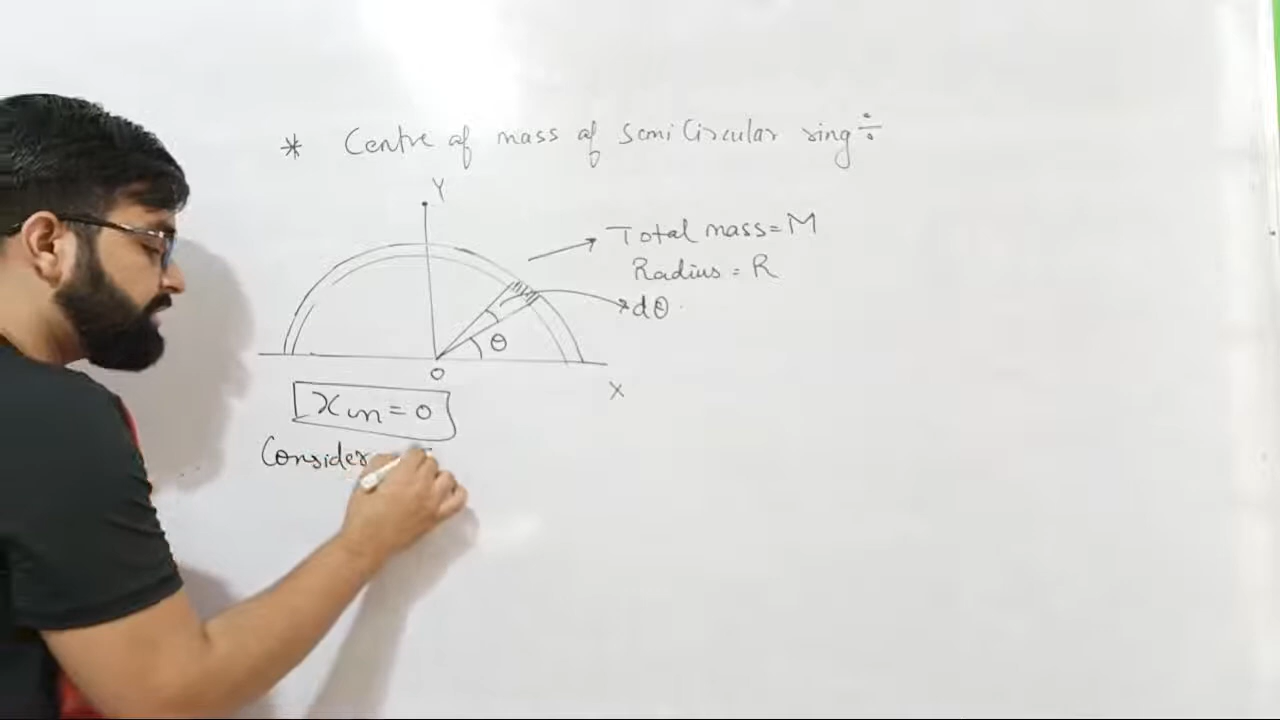 * Centre of mass of Semi Circular ring ÷
Y
Total mass = M
Radius = R
dθ
θ
O
X
Xcm = 0
Consider